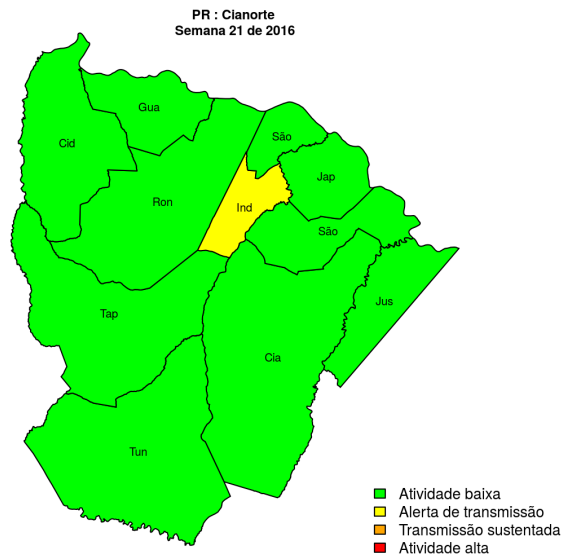 PR : Cianorte
Semana 21 de 2016
Gua
São
Cid
Jap
Ron
Ind
São
Jus
Tap
Cia
Tun
Atividade baixa
Alerta de transmissão
Transmissão sustentada
Atividade alta